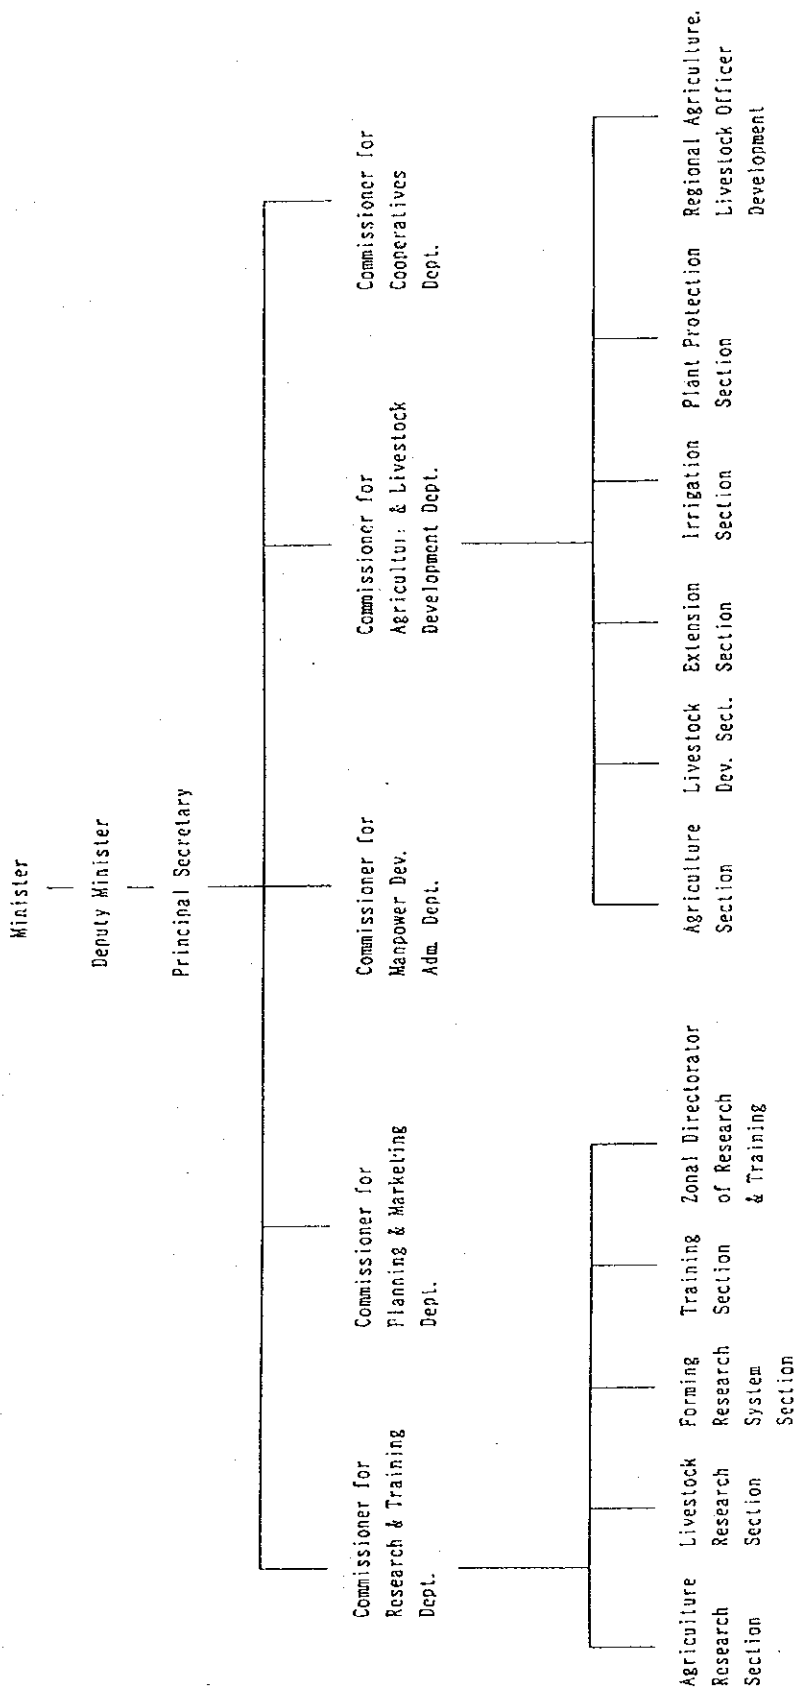 Minister
Deputy Minister
Principal Secretary
Commissioner for
Research & Training
Dept.
Commissioner for
Planning & Marketing
Dept.
Commissioner for
Manpower Dev.
Adm. Dept.
Commissioner for
Agriculture & Livestock
Development Dept.
Commissioner for
Cooperatives
Dept.
Agriculture
Research
Section
Livestock
Research
Section
Forming
Research
System
Section
Training
Section
Zonal Directorator
of Research
& Training
Agriculture
Section
Livestock
Dev. Sect.
Extension
Section
Irrigation
Section
Plant Protection
Section
Regional Agriculture.
Livestock Officer
Development